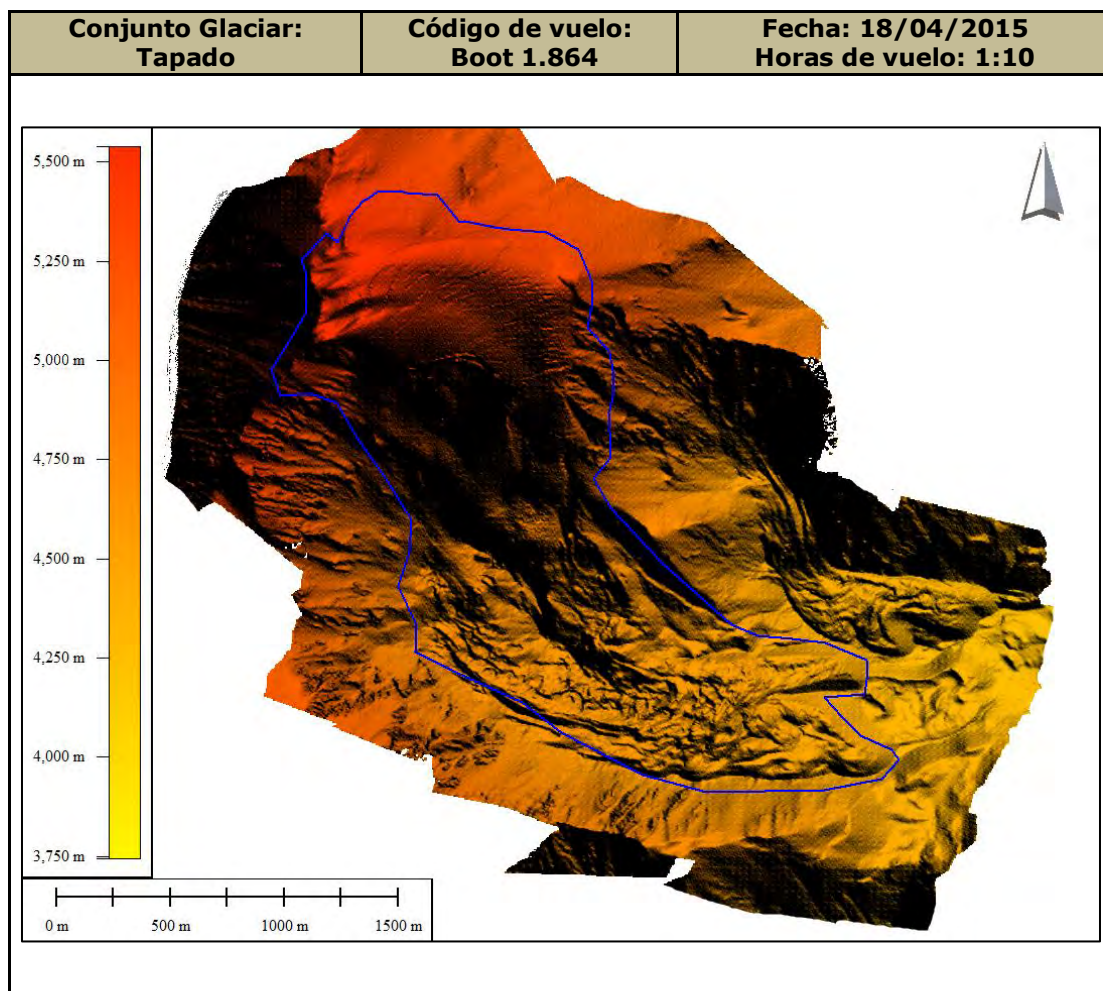 Conjunto Glaciar:
Tapado
Código de vuelo:
Boot 1.864
Fecha: 18/04/2015
Horas de vuelo: 1:10
5,500 m
5,250 m
5,000 m
4,750 m
4,500 m
4,250 m
4,000 m
3,750 m
0 m 500 m 1000 m 1500 m